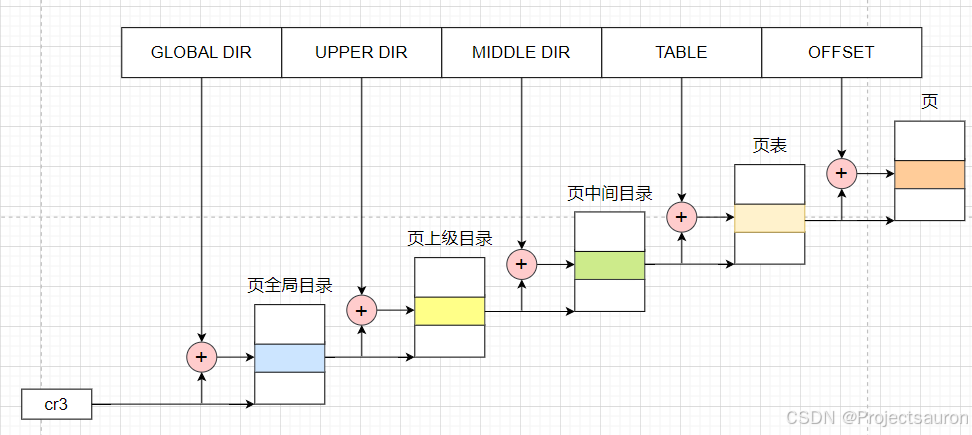 GLOBAL DIR
UPPER DIR
MIDDLE DIR
TABLE
OFFSET
页
页表
页中间目录
页上级目录
页全局目录
+
+
+
+
+
cr3
CSDN @Projectsauron